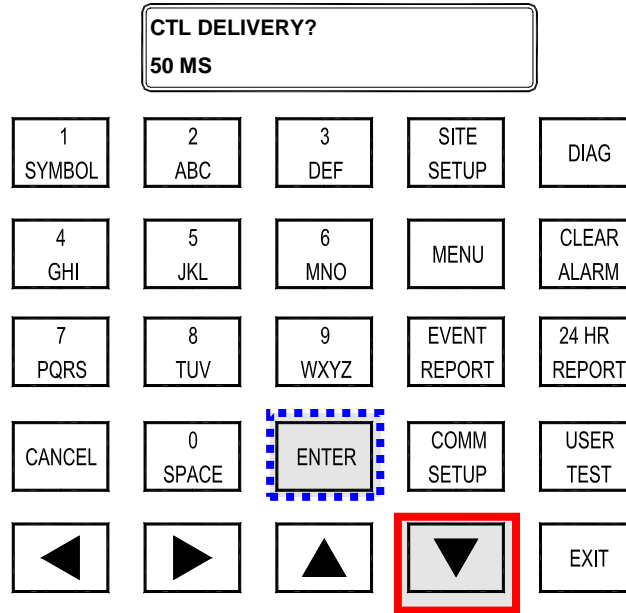 CTL DELIVERY?
50 MS
1
SYMBOL
2
ABC
3
DEF
SITE
SETUP
DIAG
4
GHI
5
JKL
6
MNO
MENU
CLEAR
ALARM
7
PQRS
8
TUV
9
WXYZ
EVENT
REPORT
24 HR
REPORT
CANCEL
0
SPACE
ENTER
COMM
SETUP
USER
TEST
EXIT